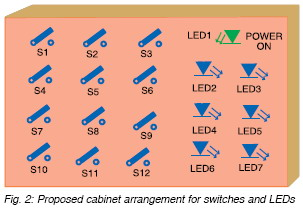 LED1 POWER ON
S1 S2 S3
LED2 LED3
S4 S5 S6
LED4 LED5
S7 S8 S9
LED6 LED7
S10 S11 S12
Fig. 2: Proposed cabinet arrangement for switches and LEDs